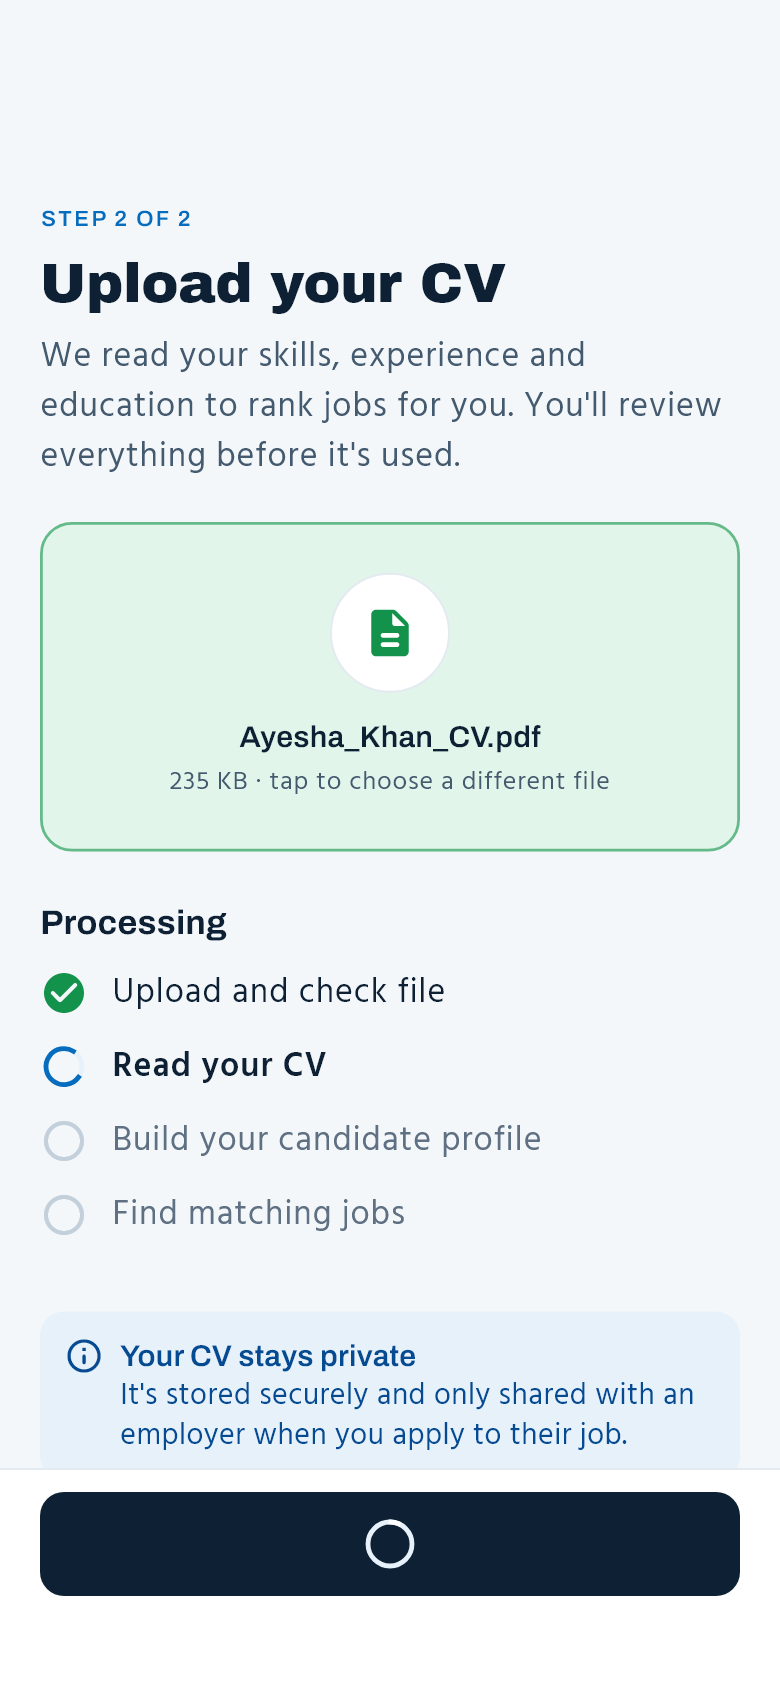 STEP 2 OF 2
Upload your CV
We read your skills, experience and
education to rank jobs for you. You'll review
everything before it's used.
Ayesha_Khan_CV.pdf
235 KB · tap to choose a different file
Processing
Upload and check file
Read your CV
Build your candidate profile
Find matching jobs
Your CV stays private
It's stored securely and only shared with an
employer when you apply to their job.